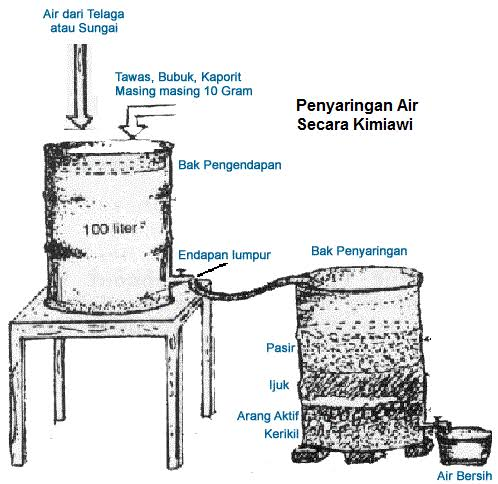 Air dari Telaga
atau Sungai
Tawas, Bubuk, Kaporit
Masing masing 10 Gram
Penyaringan Air
Secara Kimiawi
Bak Pengendapan
100 liter
Endapan lumpur
Bak Penyaringan
Pasir
Ijuk
Arang Aktif
Kerikil
Air Bersih